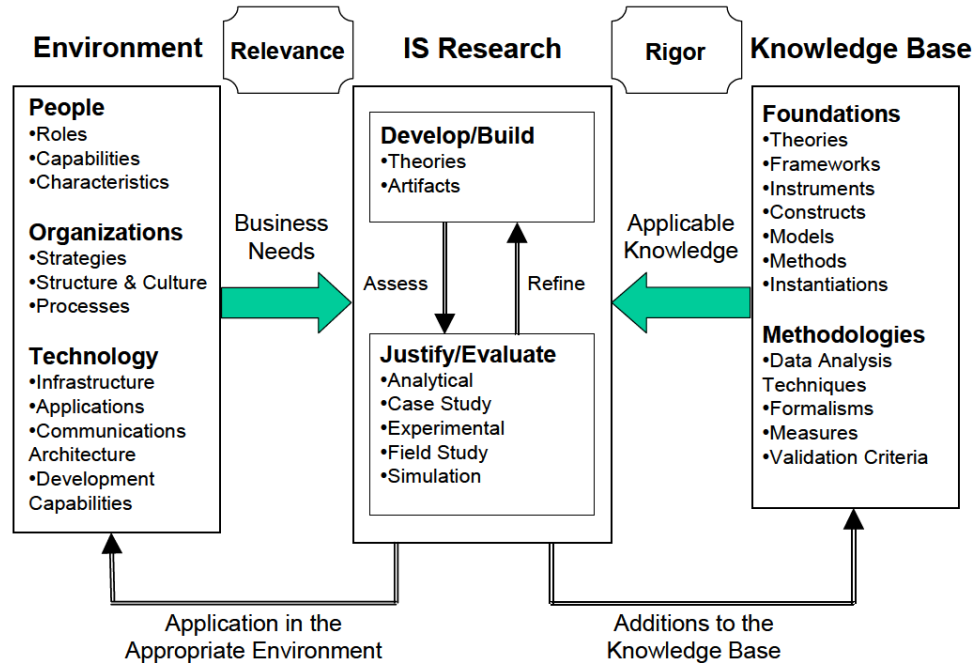 Environment
Relevance
IS Research
Rigor
Knowledge Base
People
•Roles
•Capabilities
•Characteristics
Organizations
•Strategies
•Structure & Culture
•Processes
Technology
•Infrastructure
•Applications
•Communications
Architecture
•Development
Capabilities
Business
Needs
Develop/Build
•Theories
•Artifacts
Assess
Refine
Justify/Evaluate
•Analytical
•Case Study
•Experimental
•Field Study
•Simulation
Applicable
Knowledge
Foundations
•Theories
•Frameworks
•Instruments
•Constructs
•Models
•Methods
•Instantiations
Methodologies
•Data Analysis
Techniques
•Formalisms
•Measures
•Validation Criteria
Application in the
Appropriate Environment
Additions to the
Knowledge Base